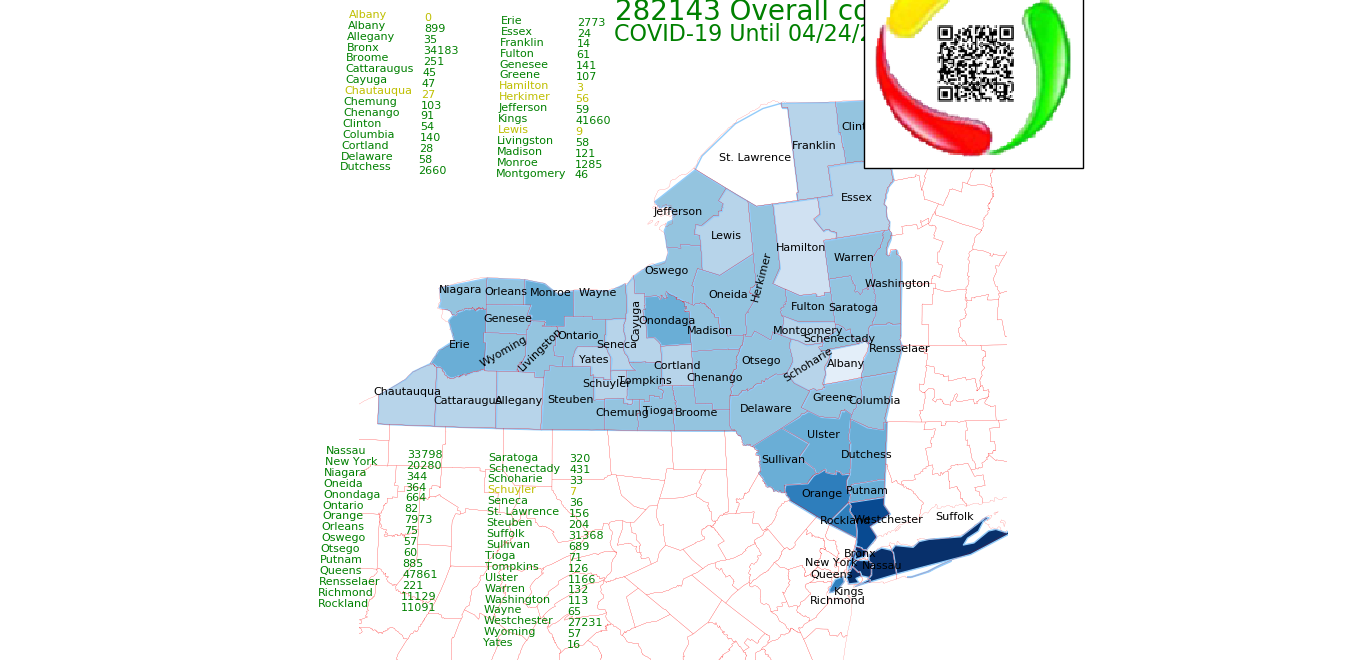 282143 Overall co
COVID-19 Until 04/24/2
Albany 0
Albany 899
Allegany 35
Bronx 34183
Broome 251
Cattaraugus 45
Cayuga 47
Chautauqua 27
Chemung 103
Chenango 91
Clinton 54
Columbia 140
Cortland 28
Delaware 58
Dutchess 2660
Erie 2773
Essex 24
Franklin 14
Fulton 61
Genesee 141
Greene 107
Hamilton 3
Herkimer 56
Jefferson 59
Kings 41660
Lewis 9
Livingston 58
Madison 121
Monroe 1285
Montgomery 46
Clint
Franklin
St. Lawrence
Essex
Jefferson
Lewis
Hamilton
Warren
Oswego
Herkimer
Washington
Niagara
Orleans
Monroe
Wayne
Oneida
Fulton
Saratoga
Genesee
Cayuga
Onondaga
Madison
Montgomery
Schenectady
Erie
Wyoming
Livingston
Ontario
Seneca
Rensselaer
Yates
Otsego
Schoharie
Albany
Cortland
Chenango
Schuyler
Tompkins
Chautauqua
Cattaraugus
Allegany
Steuben
Chemung
Tioga
Broome
Delaware
Greene
Columbia
Ulster
Sullivan
Dutchess
Orange
Putnam
Rockland
Westchester
Suffolk
Bronx
New York
Nassau
Queens
Kings
Richmond
Nassau 33798
New York 20280
Niagara 344
Oneida 364
Onondaga 664
Ontario 82
Orange 7973
Orleans 75
Oswego 57
Otsego 60
Putnam 885
Queens 47861
Rensselaer 221
Richmond 11129
Rockland 11091
Saratoga 320
Schenectady 431
Schoharie 33
Schuyler 7
Seneca 36
St. Lawrence 156
Steuben 204
Suffolk 31368
Sullivan 689
Tioga 71
Tompkins 126
Ulster 1166
Warren 132
Washington 113
Wayne 65
Westchester 27231
Wyoming 57
Yates 16